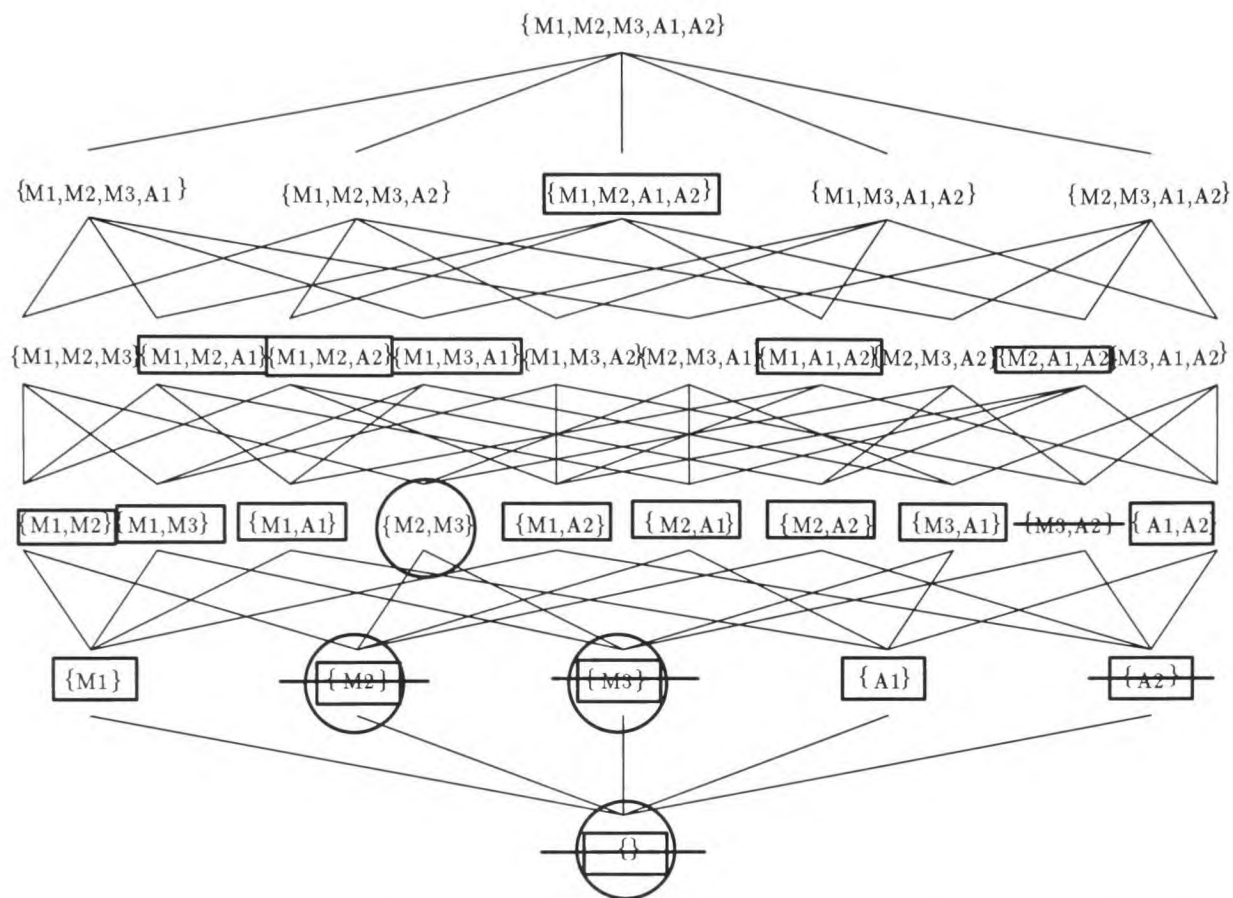 {M1,M2,M3,A1,A2}
{M1,M2,M3,A1} {M1,M2,M3,A2} {M1,M2,A1,A2} {M1,M3,A1,A2} {M2,M3,A1,A2}
{M1,M2,M3} {M1,M2,A1} {M1,M2,A2} {M1,M3,A1} {M1,M3,A2} {M2,M3,A1} {M1,A1,A2} {M2,M3,A2} {M2,A1,A2} {M3,A1,A2}
{M1,M2} {M1,M3} {M1,A1} {M2,M3} {M1,A2} {M2,A1} {M2,A2} {M3,A1} {M3,A2} {A1,A2}
{M1} {M2} {M3} {A1} {A2}
{}